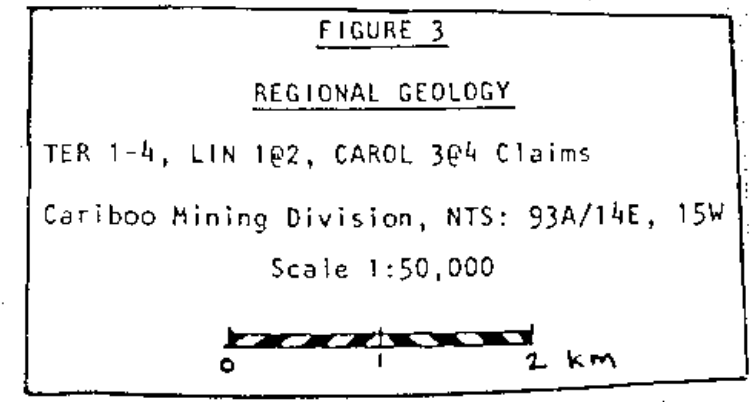 FIGURE 3
REGIONAL GEOLOGY
TER 1-4, LIN 1@2, CAROL 3@4 Claims
Cariboo Mining Division, NTS: 93A/14E, 15W
Scale 1:50,000
0 1 2 km